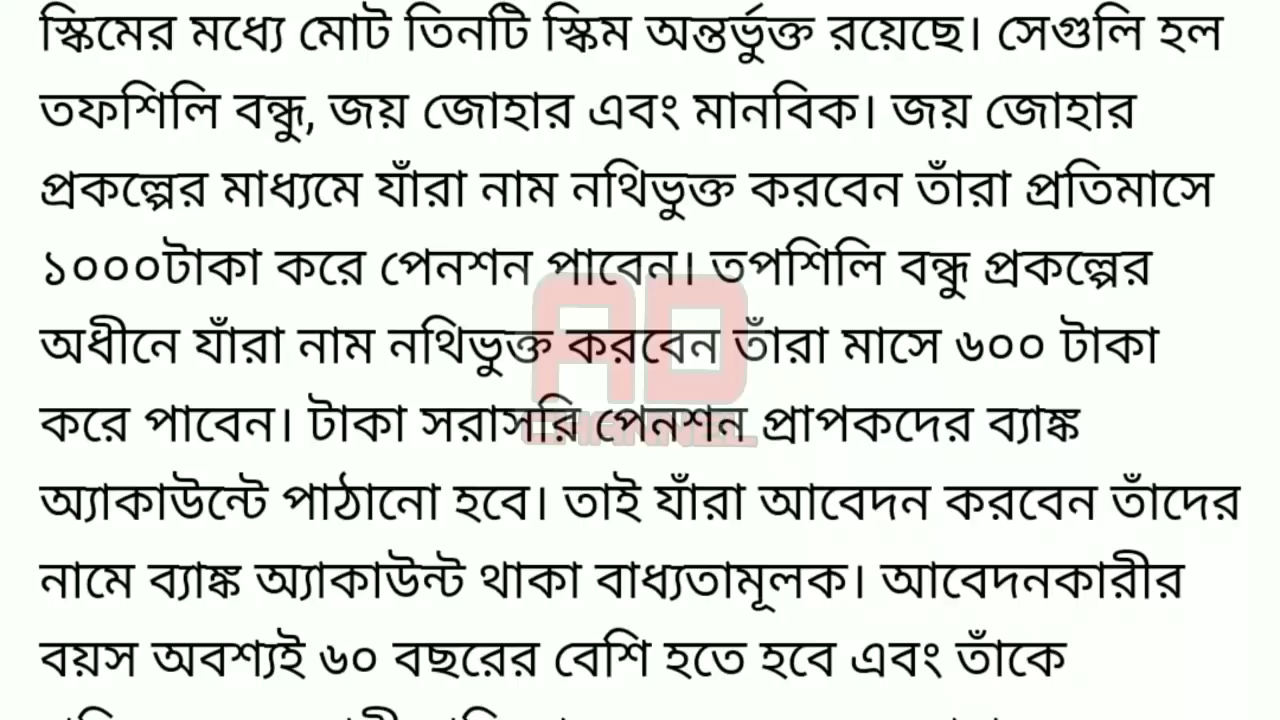 স্কিমের মধ্যে মোট তিনটি স্কিম অন্তর্ভুক্ত রয়েছে। সেগুলি হল
তফশিলি বন্ধু, জয় জোহার এবং মানবিক। জয় জোহার
প্রকল্পের মাধ্যমে যাঁরা নাম নথিভুক্ত করবেন তাঁরা প্রতিমাসে
১০০০টাকা করে পেনশন পাবেন। তপশিলি বন্ধু প্রকল্পের
অধীনে যাঁরা নাম নথিভুক্ত করবেন তাঁরা মাসে ৬০০ টাকা
করে পাবেন। টাকা সরাসরি পেনশন প্রাপকদের ব্যাঙ্ক
অ্যাকাউন্টে পাঠানো হবে। তাই যাঁরা আবেদন করবেন তাঁদের
নামে ব্যাঙ্ক অ্যাকাউন্ট থাকা বাধ্যতামূলক। আবেদনকারীর
বয়স অবশ্যই ৬০ বছরের বেশি হতে হবে এবং তাঁকে
AD
CHANNEL